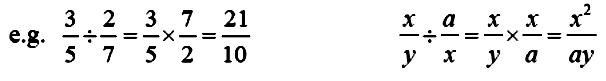 e.g. 3/5 ÷ 2/7 = 3/5 × 7/2 = 21/10 x/y ÷ a/x = x/y × x/a = x²/ay